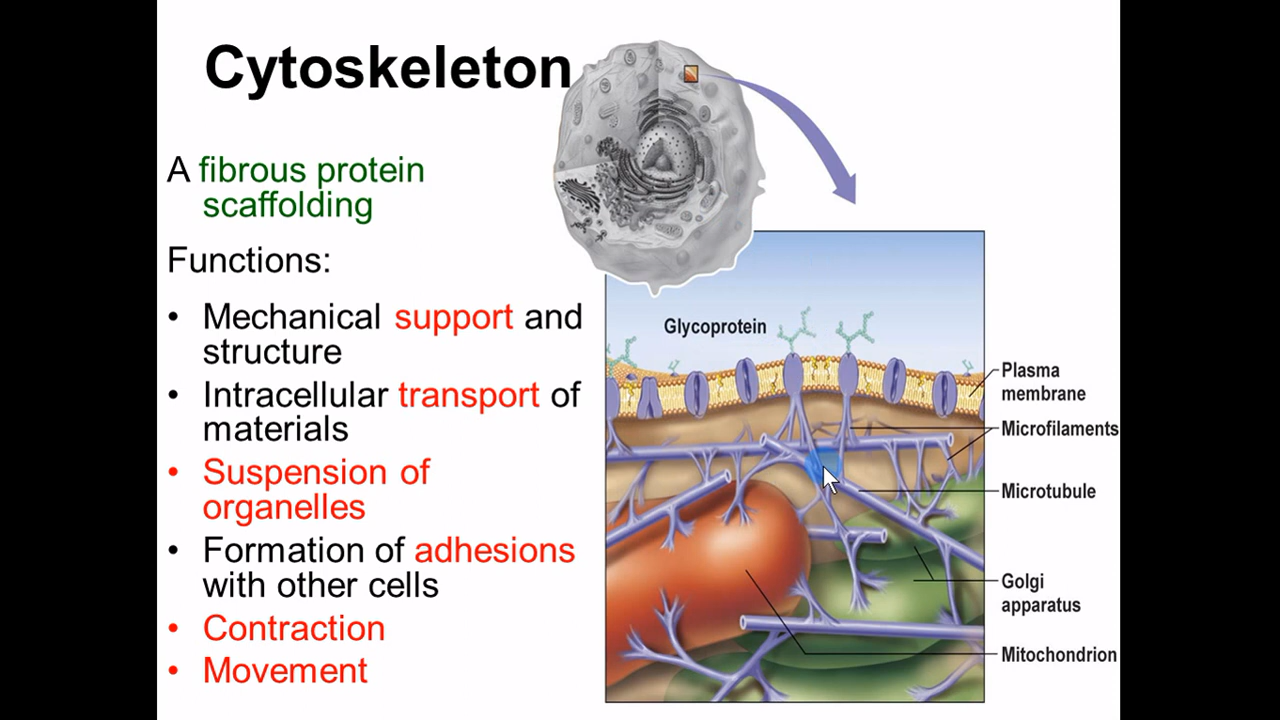 Cytoskeleton
A fibrous protein
scaffolding
Functions:
• Mechanical support and
structure
• Intracellular transport of
materials
• Suspension of
organelles
• Formation of adhesions
with other cells
• Contraction
• Movement
Glycoprotein
Plasma
membrane
Microfilaments
Microtubule
Golgi
apparatus
Mitochondrion